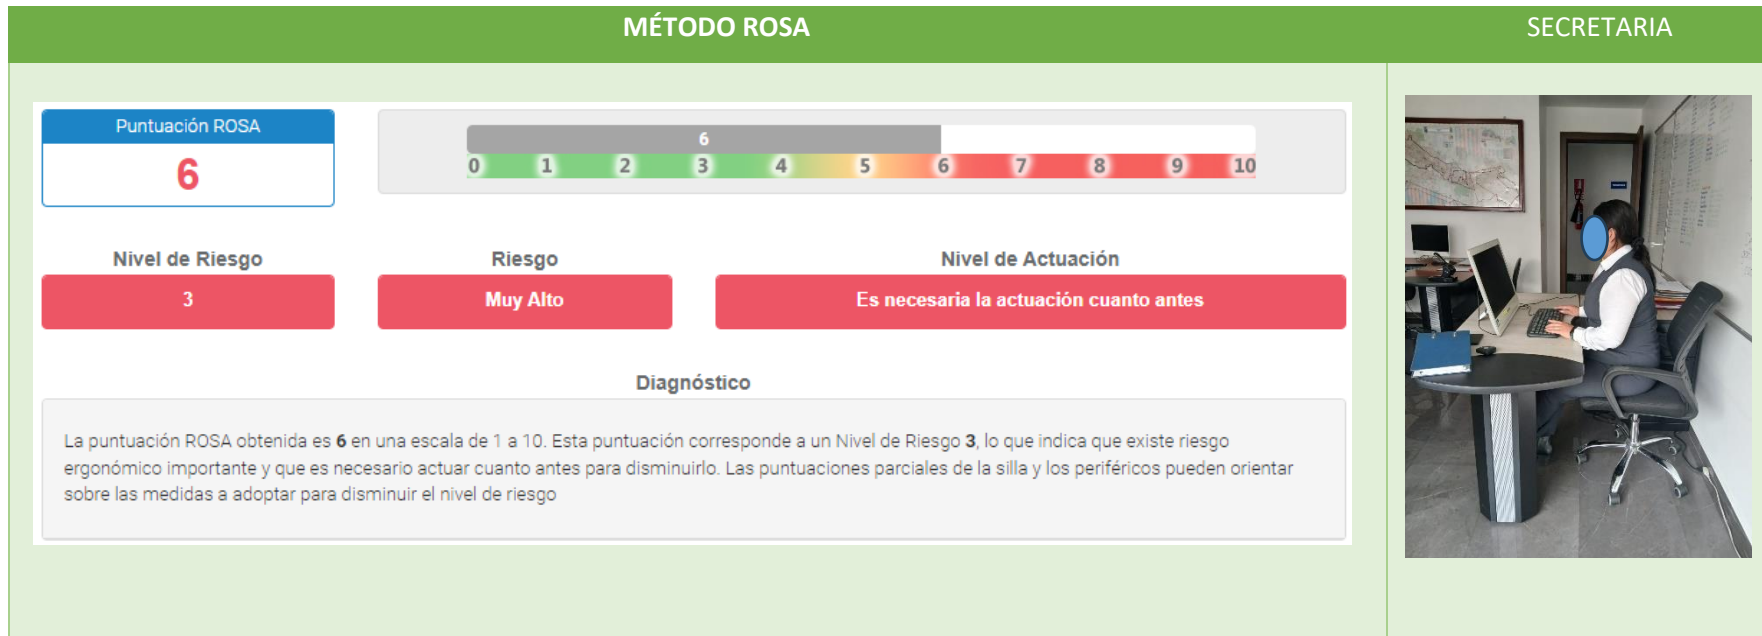 MÉTODO ROSA
SECRETARIA
Puntuación ROSA
6
6
0 1 2 3 4 5 6 7 8 9 10
Nivel de Riesgo
Riesgo
Nivel de Actuación
3
Muy Alto
Es necesaria la actuación cuanto antes
Diagnóstico
La puntuación ROSA obtenida es 6 en una escala de 1 a 10. Esta puntuación corresponde a un Nivel de Riesgo 3, lo que indica que existe riesgo
ergonómico importante y que es necesario actuar cuanto antes para disminuirlo. Las puntuaciones parciales de la silla y los periféricos pueden orientar
sobre las medidas a adoptar para disminuir el nivel de riesgo